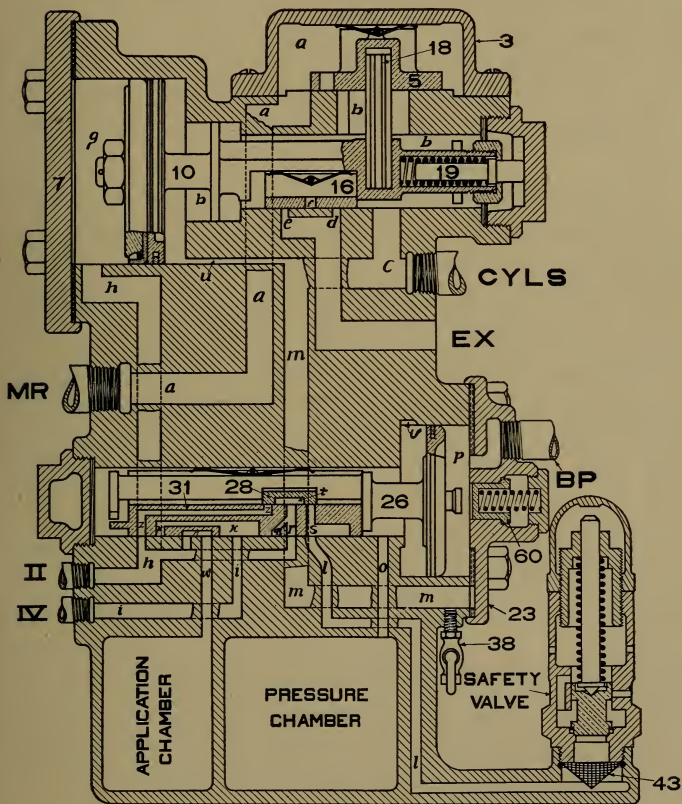 a
18
3
5
a
b
g
b
19
10
7
b
16
r
e
d
u
C
CYLS
h
a
m
EX
MR
a
v
p
BP
28
t
31
26
x
r
s
60
II
h
w
i
l
o
m
m
IV
i
23
38
APPLICATION
CHAMBER
PRESSURE
CHAMBER
SAFETY
VALVE
l
43